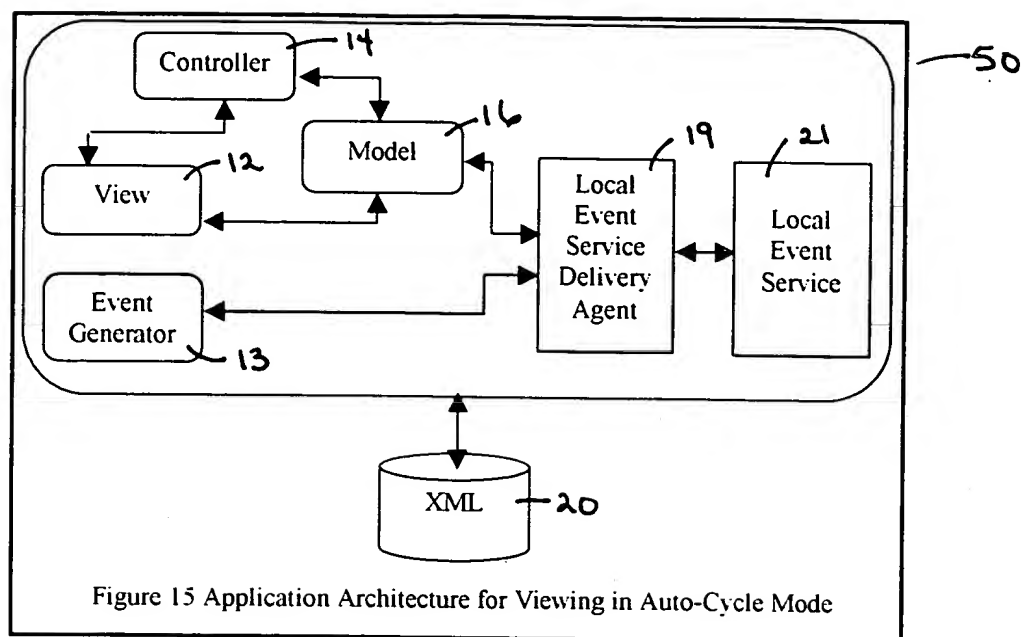 14
Controller
50
16
Model
19
21
12
View
Local
Event
Service
Delivery
Agent
Local
Event
Service
Event
Generator
13
XML
20
Figure 15 Application Architecture for Viewing in Auto-Cycle Mode